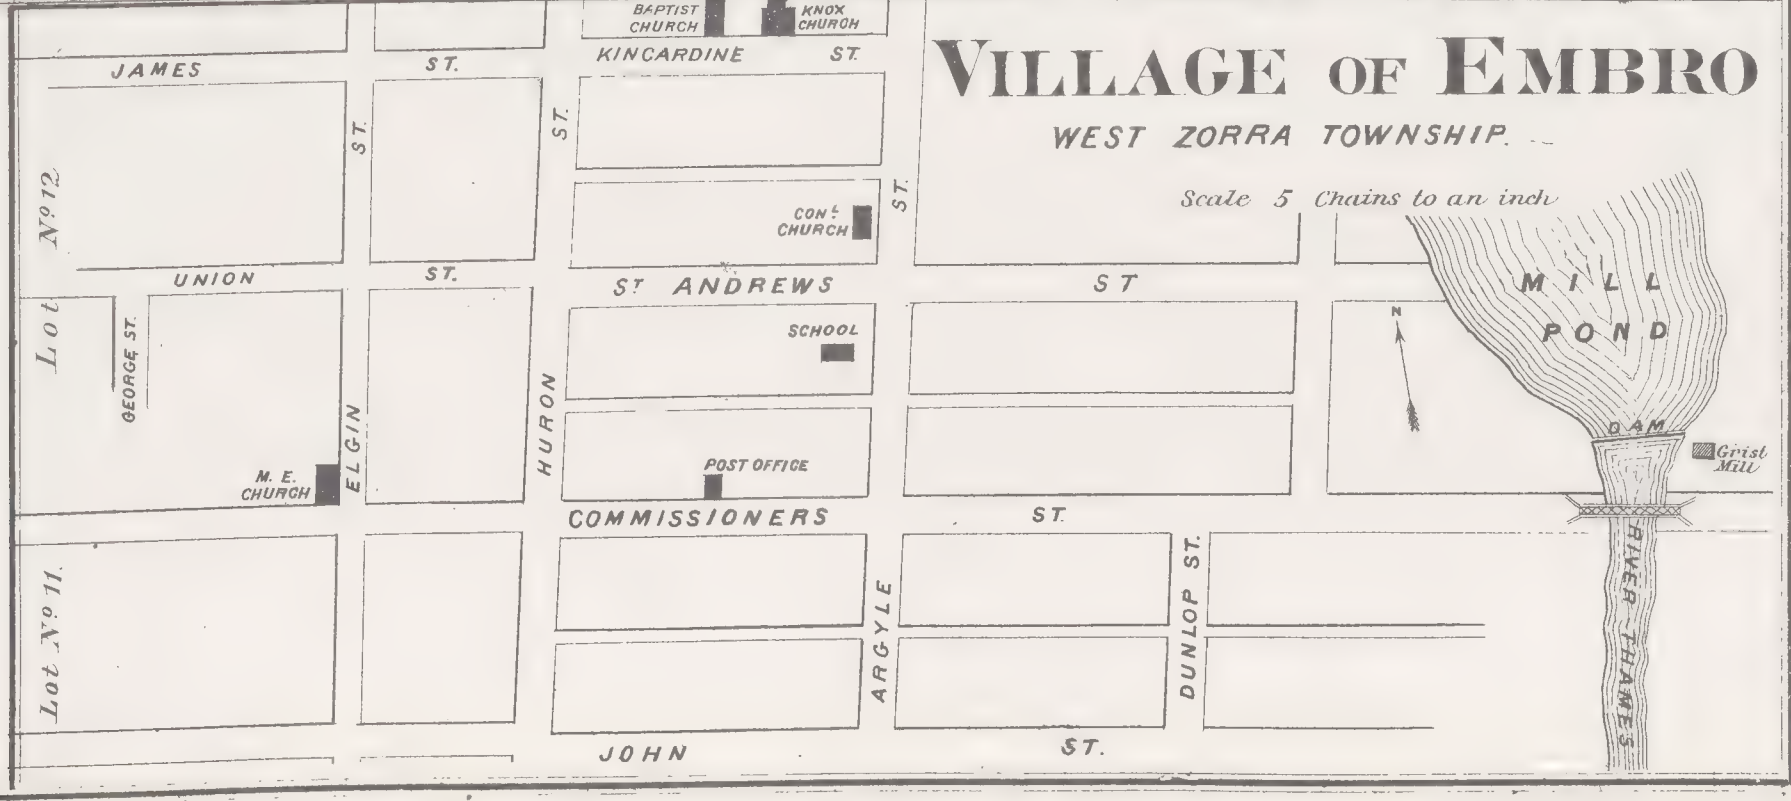 BAPTIST
CHURCH
KNOX
CHURCH
KINCARDINE ST.
JAMES ST.
VILLAGE OF EMBRO
WEST ZORRA TOWNSHIP.
Scale 5 Chains to an inch
ST.
ST.
ST.
Lot No 12
CONL
CHURCH
UNION ST.
ST ANDREWS ST
MILL
POND
N
GEORGE ST.
SCHOOL
ELGIN
HURON
DAM
Grist
Mill
M. E.
CHURCH
POST OFFICE
COMMISSIONERS ST.
Lot No 11.
ARGYLE
DUNLOP ST.
RIVER THAMES
JOHN ST.